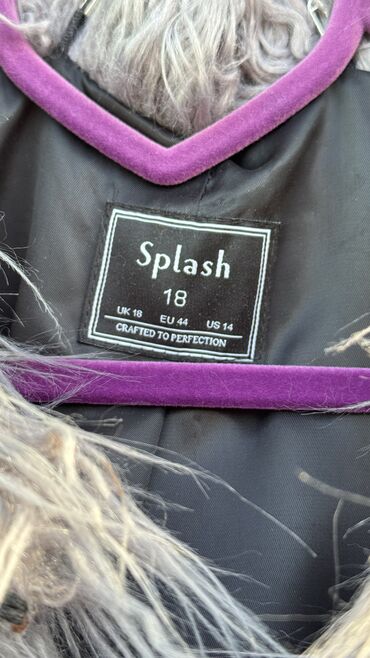 Splash
18
UK 18 EU 44 US 14
CRAFTED TO PERFECTION